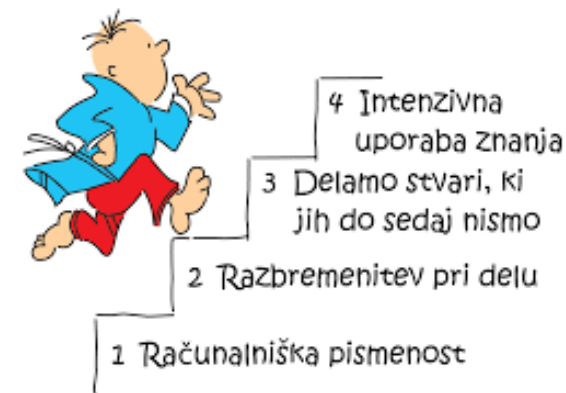 4 Intenzivna
uporaba znanja
3 Delamo stvari, ki
jih do sedaj nismo
2 Razbremenitev pri delu
1 Računalniška pismenost